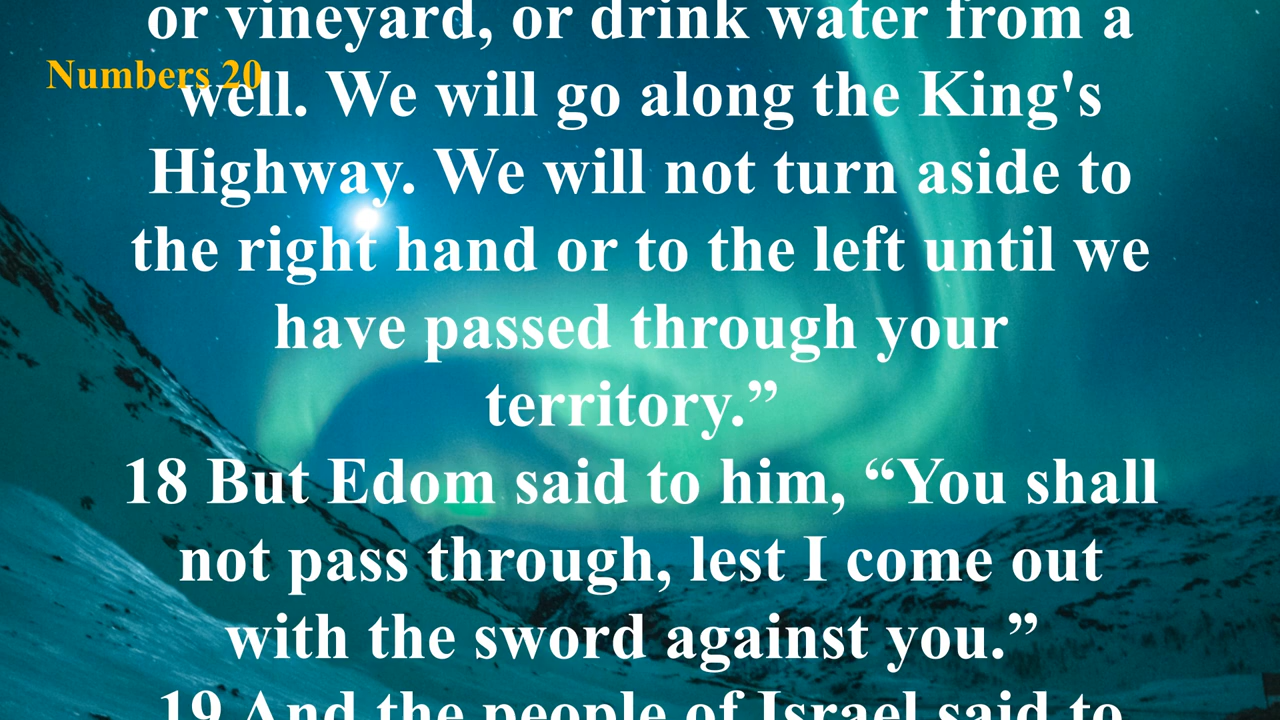 or vineyard, or drink water from a
Numbers 20
well. We will go along the King's
Highway. We will not turn aside to
the right hand or to the left until we
have passed through your
territory.”
18 But Edom said to him, “You shall
not pass through, lest I come out
with the sword against you.”
19 And the people of Israel said to